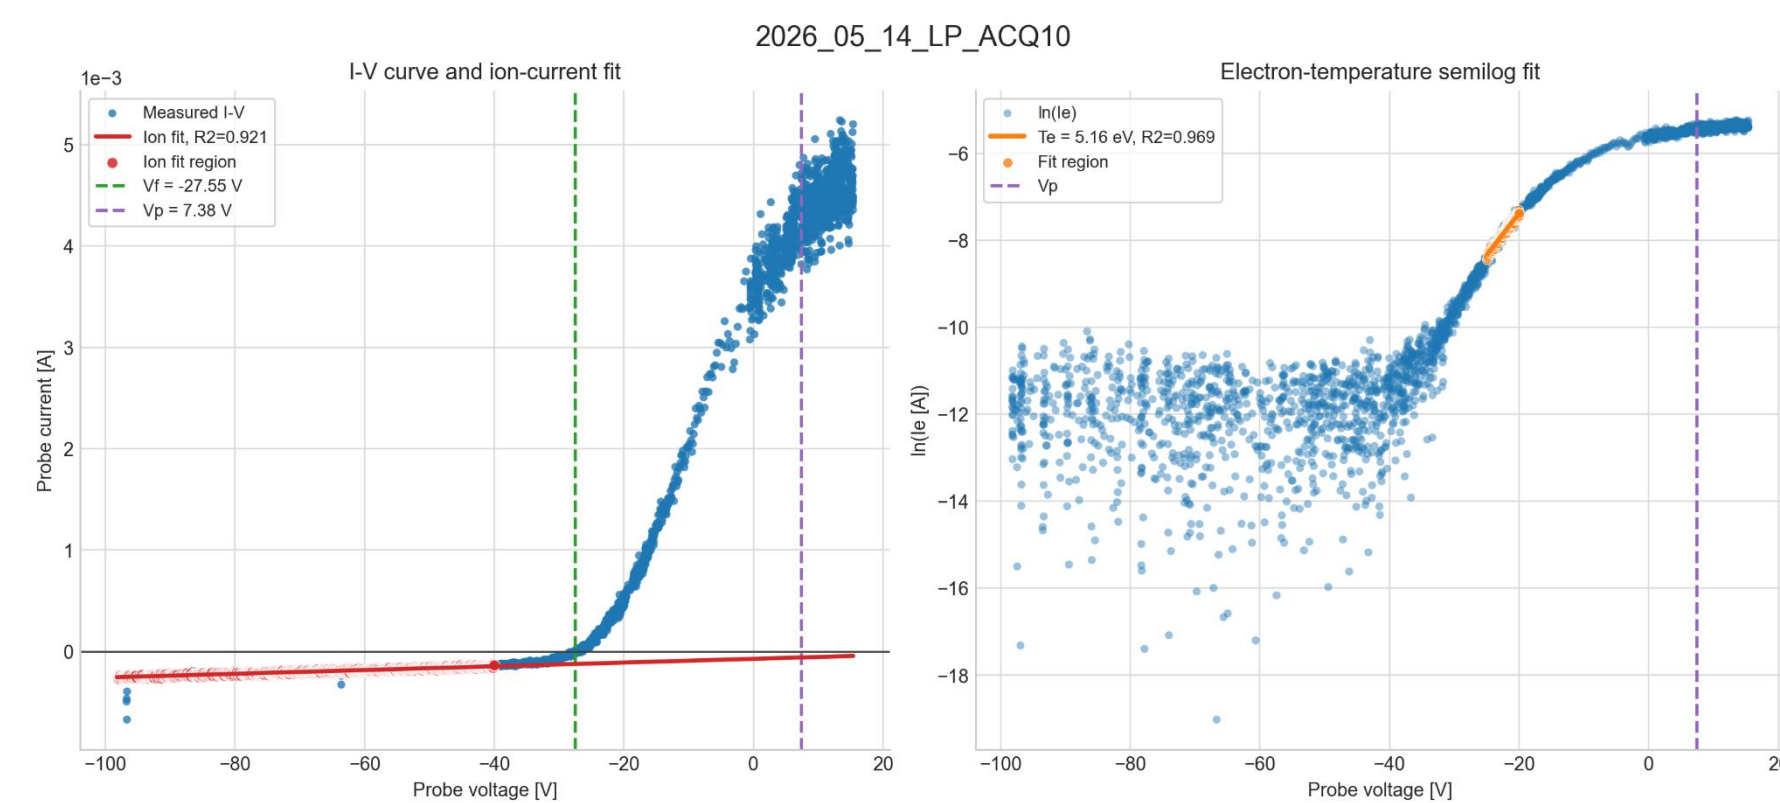 2026_05_14_LP_ACQ10
I-V curve and ion-current fit
1e−3
Measured I-V
Ion fit, R2=0.921
Ion fit region
Vf = -27.55 V
Vp = 7.38 V
5
4
3
2
1
0
Probe current [A]
−100
−80
−60
−40
−20
0
20
Probe voltage [V]
Electron-temperature semilog fit
ln(Ie)
Te = 5.16 eV, R2=0.969
Fit region
Vp
−6
−8
−10
−12
−14
−16
−18
ln(Ie [A])
−100
−80
−60
−40
−20
0
Probe voltage [V]